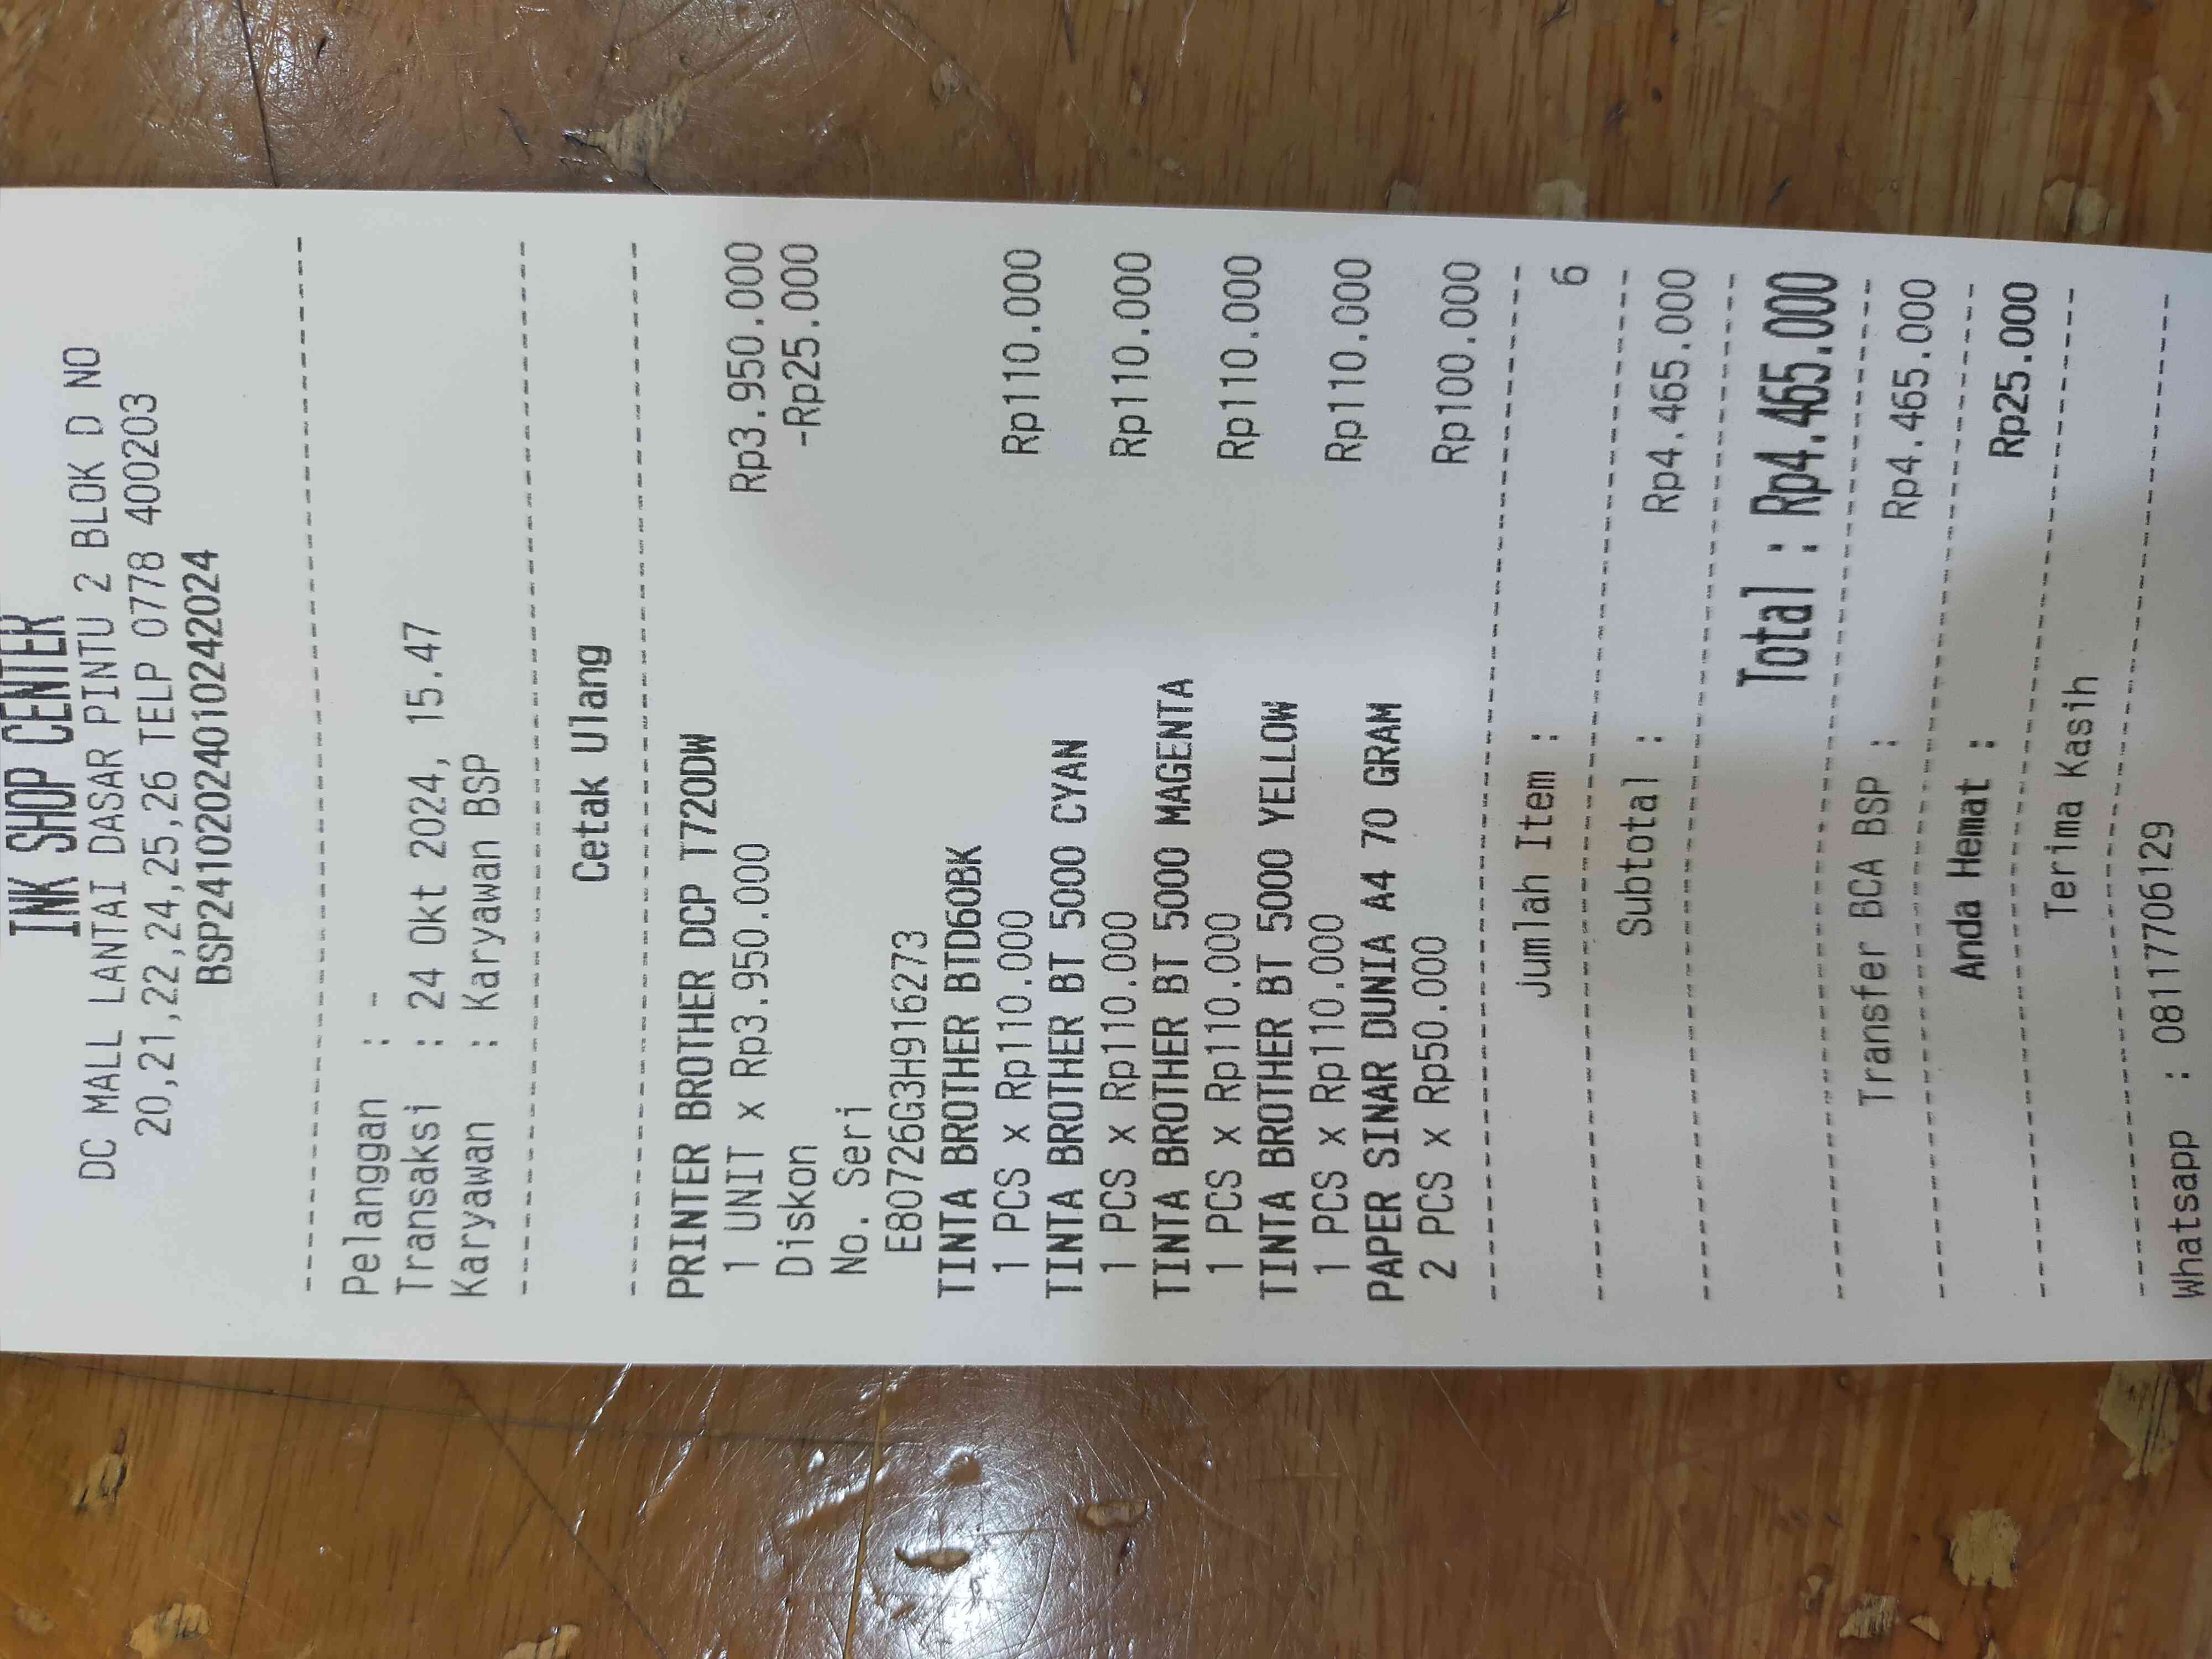 INK SHOP CENTER
DC MALL LANTAI DASAR PINTU 2 BLOK D NO
20,21,22,24,25,26 TELP 0778 400203
BSP24102024010242024
Pelanggan : -
Transaksi : 24 Okt 2024, 15.47
Karyawan : Karyawan BSP
Cetak Ulang
PRINTER BROTHER DCP T720DW
1 UNIT x Rp3.950.000 Rp3.950.000
Diskon -Rp25.000
No. Seri
E80726G3H916273
TINTA BROTHER BTD60BK
1 PCS x Rp110.000 Rp110.000
TINTA BROTHER BT 5000 CYAN
1 PCS x Rp110.000 Rp110.000
TINTA BROTHER BT 5000 MAGENTA
1 PCS x Rp110.000 Rp110.000
TINTA BROTHER BT 5000 YELLOW
1 PCS x Rp110.000 Rp110.000
PAPER SINAR DUNIA A4 70 GRAM
2 PCS x Rp50.000 Rp100.000
Jumlah Item : 6
Subtotal : Rp4.465.000
Total : Rp4.465.000
Transfer BCA BSP : Rp4.465.000
Anda Hemat : Rp25.000
Terima Kasih
Whatsapp : 08117706129